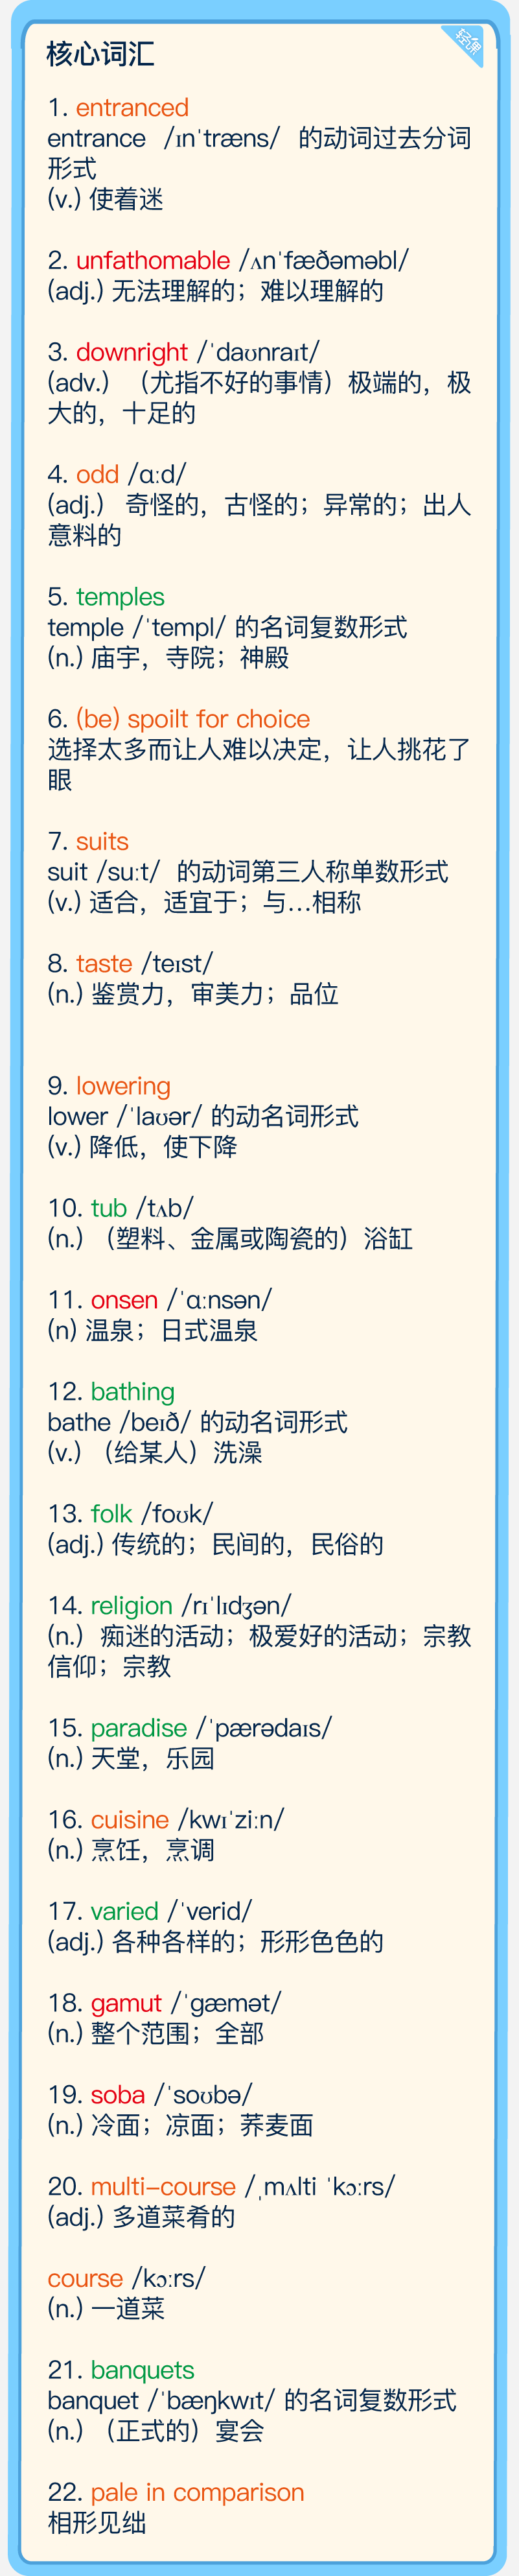 核心词汇
轻课
1. entranced
entrance /ɪnˈtræns/ 的动词过去分词
形式
(v.) 使着迷
2. unfathomable /ʌnˈfæðəməbl/
(adj.) 无法理解的；难以理解的
3. downright /ˈdaʊnraɪt/
(adv.) （尤指不好的事情）极端的，极
大的，十足的
4. odd /ɑːd/
(adj.) 奇怪的，古怪的；异常的；出人
意料的
5. temples
temple /ˈtempl/ 的名词复数形式
(n.) 庙宇，寺院；神殿
6. (be) spoilt for choice
选择太多而让人难以决定，让人挑花了
眼
7. suits
suit /suːt/ 的动词第三人称单数形式
(v.) 适合，适宜于；与...相称
8. taste /teɪst/
(n.) 鉴赏力，审美力；品位
9. lowering
lower /ˈlaʊər/ 的动名词形式
(v.) 降低，使下降
10. tub /tʌb/
(n.) （塑料、金属或陶瓷的）浴缸
11. onsen /ˈɑːnsən/
(n) 温泉；日式温泉
12. bathing
bathe /beɪð/ 的动名词形式
(v.) （给某人）洗澡
13. folk /foʊk/
(adj.) 传统的；民间的，民俗的
14. religion /rɪˈlɪdʒən/
(n.) 痴迷的活动；极爱好的活动；宗教
信仰；宗教
15. paradise /ˈpærədaɪs/
(n.) 天堂，乐园
16. cuisine /kwɪˈziːn/
(n.) 烹饪，烹调
17. varied /ˈverid/
(adj.) 各种各样的；形形色色的
18. gamut /ˈɡæmət/
(n.) 整个范围；全部
19. soba /ˈsoʊbə/
(n.) 冷面；凉面；荞麦面
20. multi-course /ˌmʌlti ˈkɔːrs/
(adj.) 多道菜肴的
course /kɔːrs/
(n.) 一道菜
21. banquets
banquet /ˈbæŋkwɪt/ 的名词复数形式
(n.) （正式的）宴会
22. pale in comparison
相形见绌